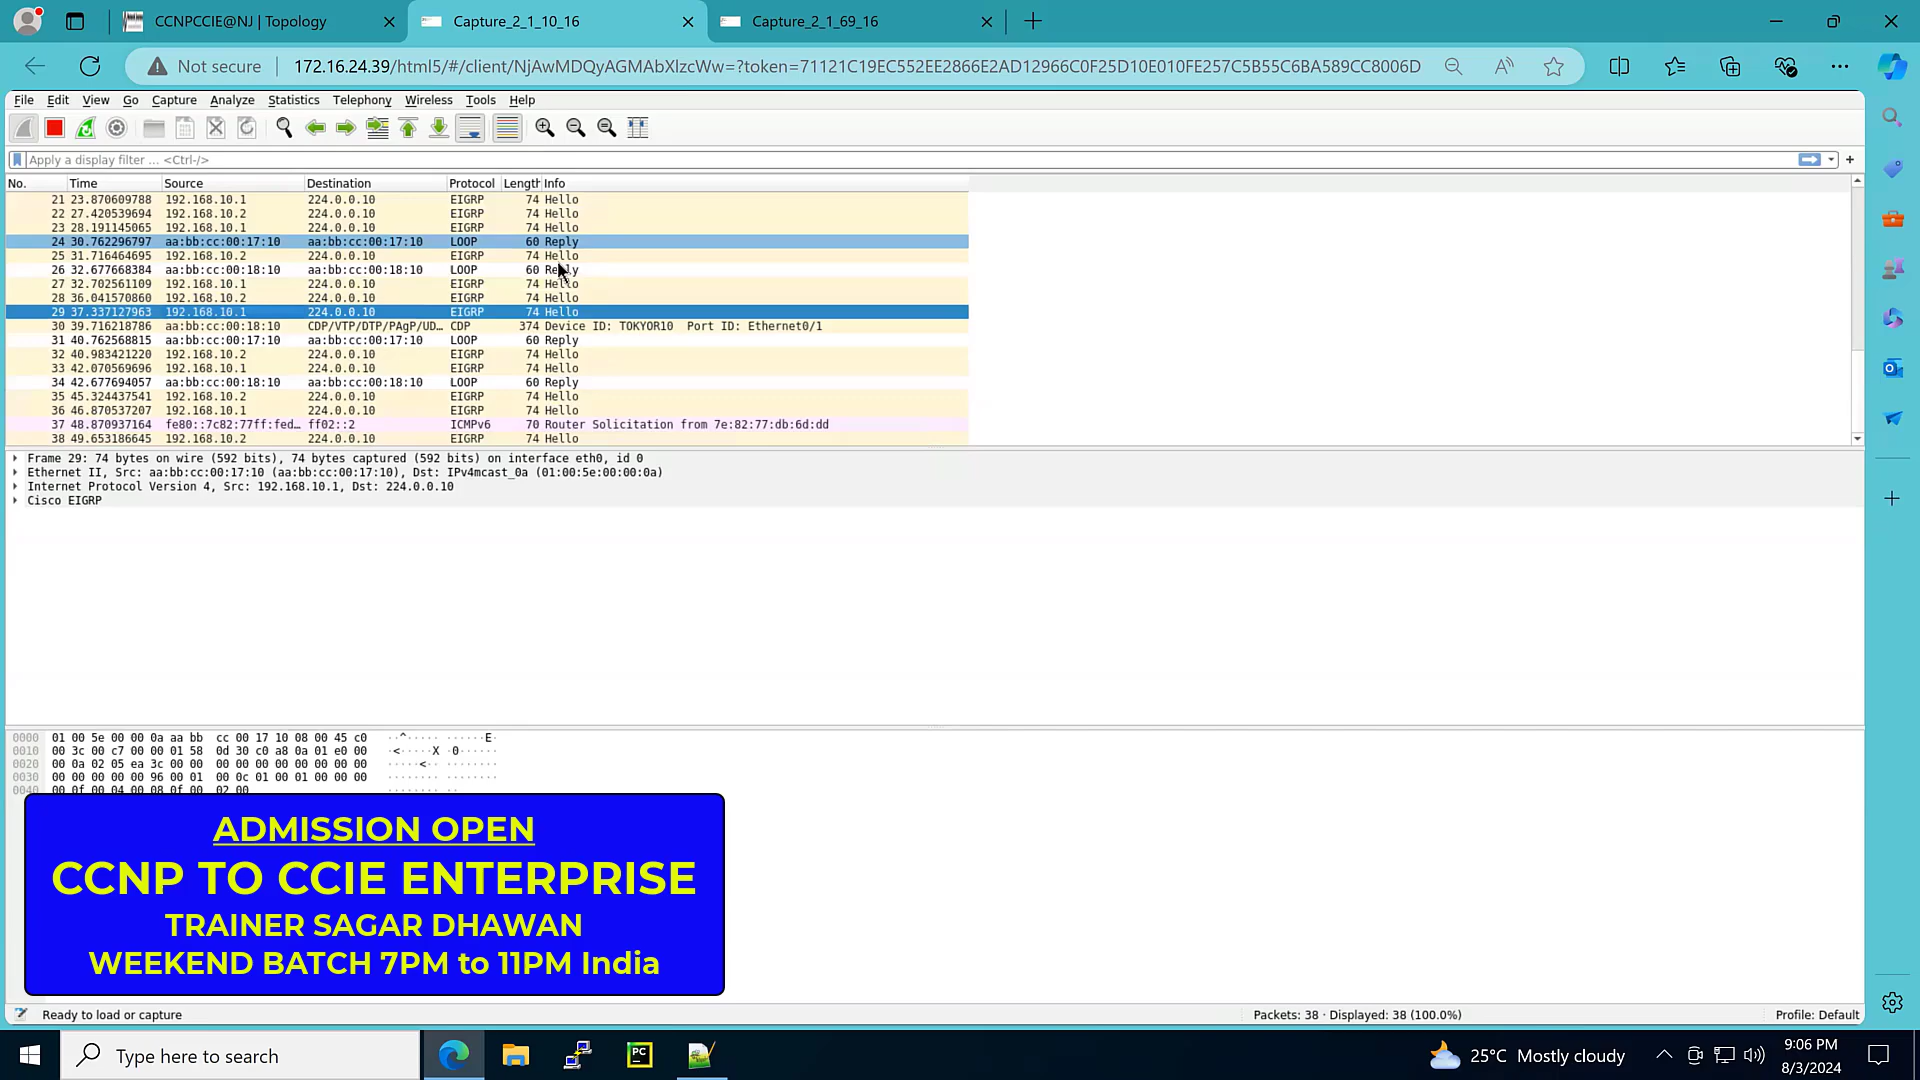 CCNPCCIE@NJ | Topology
Capture_2_1_10_16
Capture_2_1_69_16
Not secure
172.16.24.39/html5/#/client/NjAwMDQyAGMAbXlzcWw=?token=71121C19EC552EE2866E2AD12966C0F25D10E010FE257C5B55C6BA589CC8006D
File Edit View Go Capture Analyze Statistics Telephony Wireless Tools Help
Apply a display filter ... <Ctrl-/>
No. Time Source Destination Protocol Length Info
21 23.870609788 192.168.10.1 224.0.0.10 EIGRP 74 Hello
22 27.420539694 192.168.10.2 224.0.0.10 EIGRP 74 Hello
23 28.191145065 192.168.10.1 224.0.0.10 EIGRP 74 Hello
24 30.762296797 aa:bb:cc:00:17:10 aa:bb:cc:00:17:10 LOOP 60 Reply
25 31.716464695 192.168.10.2 224.0.0.10 EIGRP 74 Hello
26 32.677668384 aa:bb:cc:00:18:10 aa:bb:cc:00:18:10 LOOP 60 Reply
27 32.702561109 192.168.10.1 224.0.0.10 EIGRP 74 Hello
28 36.041570860 192.168.10.2 224.0.0.10 EIGRP 74 Hello
29 37.337127963 192.168.10.1 224.0.0.10 EIGRP 74 Hello
30 39.716218786 aa:bb:cc:00:18:10 CDP/VTP/DTP/PAgP/UD… CDP 374 Device ID: TOKYOR10 Port ID: Ethernet0/1
31 40.762568815 aa:bb:cc:00:17:10 aa:bb:cc:00:17:10 LOOP 60 Reply
32 40.983421220 192.168.10.2 224.0.0.10 EIGRP 74 Hello
33 42.070569696 192.168.10.1 224.0.0.10 EIGRP 74 Hello
34 42.677694057 aa:bb:cc:00:18:10 aa:bb:cc:00:18:10 LOOP 60 Reply
35 45.324437541 192.168.10.2 224.0.0.10 EIGRP 74 Hello
36 46.870537207 192.168.10.1 224.0.0.10 EIGRP 74 Hello
37 48.870937164 fe80::7c82:77ff:fed… ff02::2 ICMPv6 70 Router Solicitation from 7e:82:77:db:6d:dd
38 49.653186645 192.168.10.2 224.0.0.10 EIGRP 74 Hello
Frame 29: 74 bytes on wire (592 bits), 74 bytes captured (592 bits) on interface eth0, id 0
Ethernet II, Src: aa:bb:cc:00:17:10 (aa:bb:cc:00:17:10), Dst: IPv4mcast_0a (01:00:5e:00:00:0a)
Internet Protocol Version 4, Src: 192.168.10.1, Dst: 224.0.0.10
Cisco EIGRP
0000 01 00 5e 00 00 0a aa bb cc 00 17 10 08 00 45 c0 ··^····· ······E·
0010 00 3c 00 c7 00 00 01 58 0d 30 c0 a8 0a 01 e0 00 ·<·····X ·0······
0020 00 0a 02 05 ea 3c 00 00 00 00 00 00 00 00 00 00 ·····<·· ········
0030 00 00 00 00 00 96 00 01 00 0c 01 00 01 00 00 00 ········ ········
0040 00 0f 00 04 00 08 0f 00 02 00 ········ ··
ADMISSION OPEN
CCNP TO CCIE ENTERPRISE
TRAINER SAGAR DHAWAN
WEEKEND BATCH 7PM to 11PM India
Ready to load or capture
Packets: 38 · Displayed: 38 (100.0%)
Profile: Default
Type here to search
PC
25°C Mostly cloudy
9:06 PM
8/3/2024